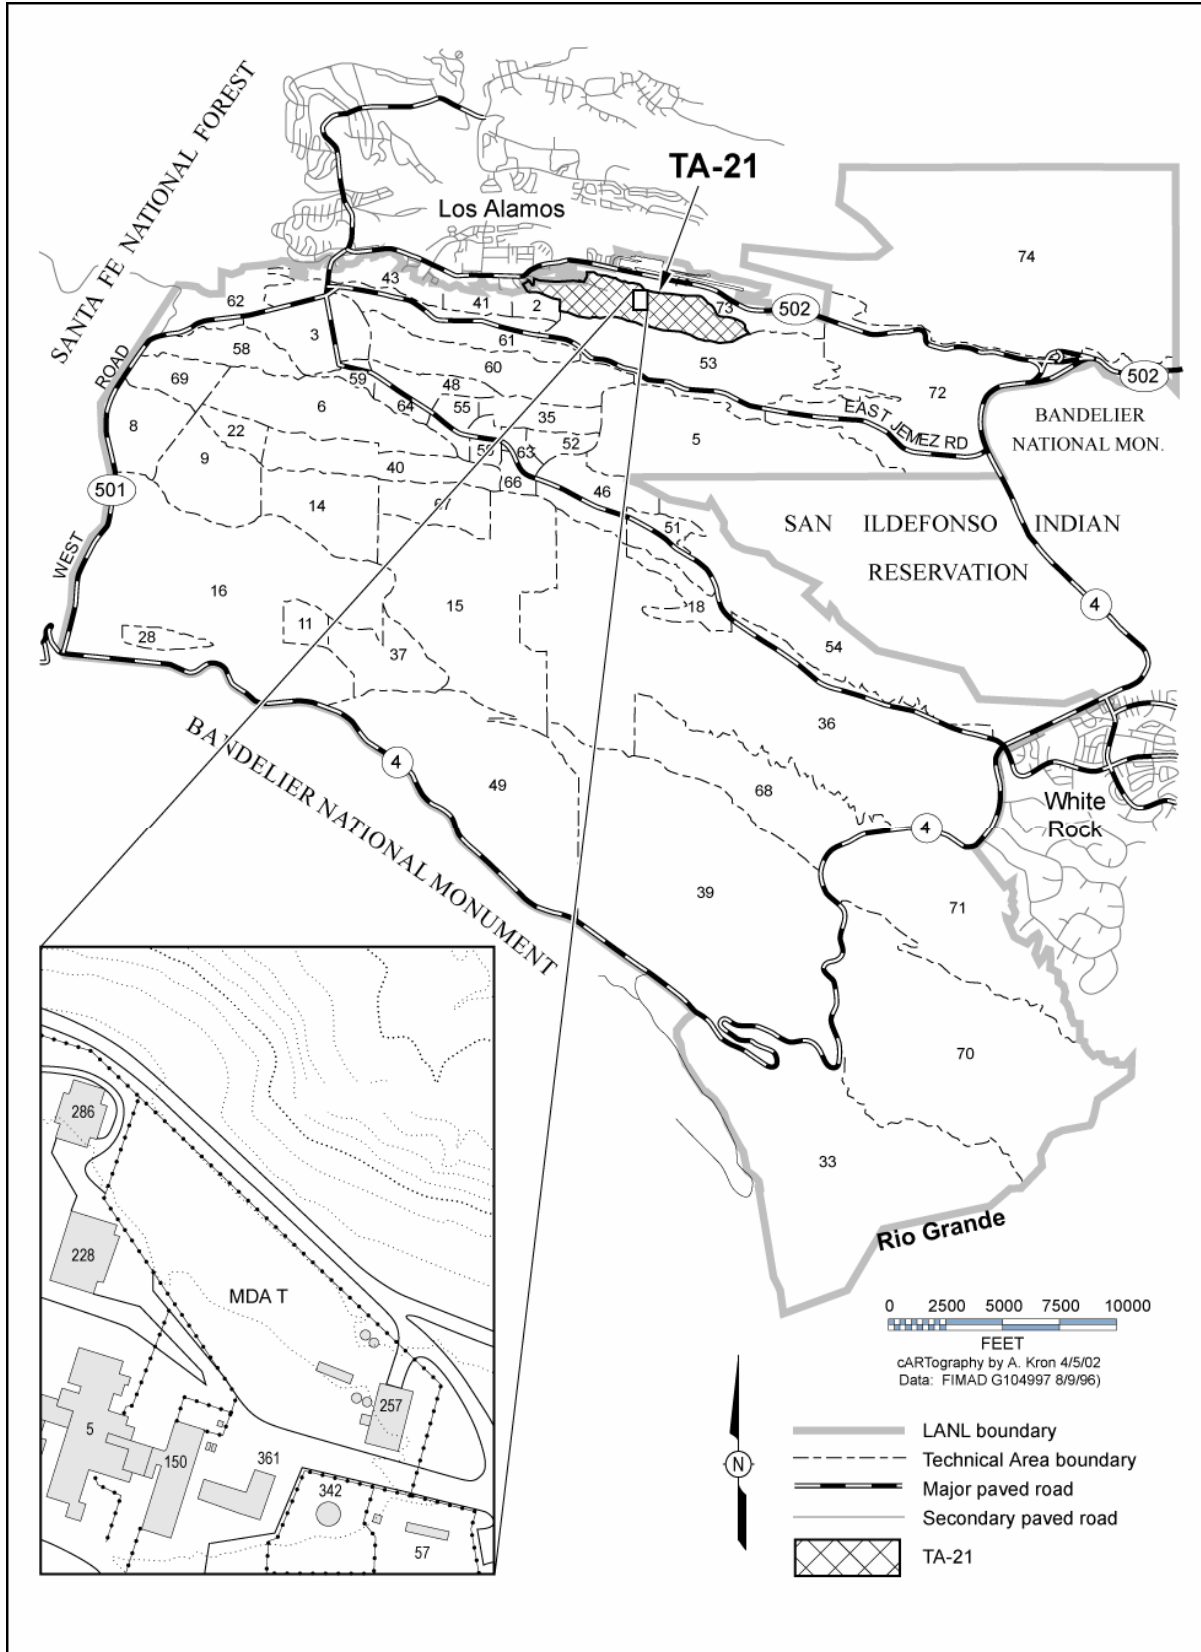 SANTA FE NATIONAL FOREST
TA-21
Los Alamos
74
43
62
41
2
73
502
3
61
53
58
ROAD
60
59
69
48
72
502
6
64
55
35
EAST JEMEZ RD
BANDELIER
NATIONAL MON.
8
22
52
5
63
9
40
66
501
46
14
51
SAN ILDEFONSO INDIAN
RESERVATION
WEST
16
15
18
4
11
28
37
54
36
BANDELIER NATIONAL MONUMENT
4
49
68
White
Rock
4
39
71
70
33
Rio Grande
286
228
MDA T
257
5
150
361
342
57
0 2500 5000 7500 10000
FEET
cARTography by A. Kron 4/5/02
Data: FIMAD G104997 8/9/96)
N
LANL boundary
Technical Area boundary
Major paved road
Secondary paved road
TA-21